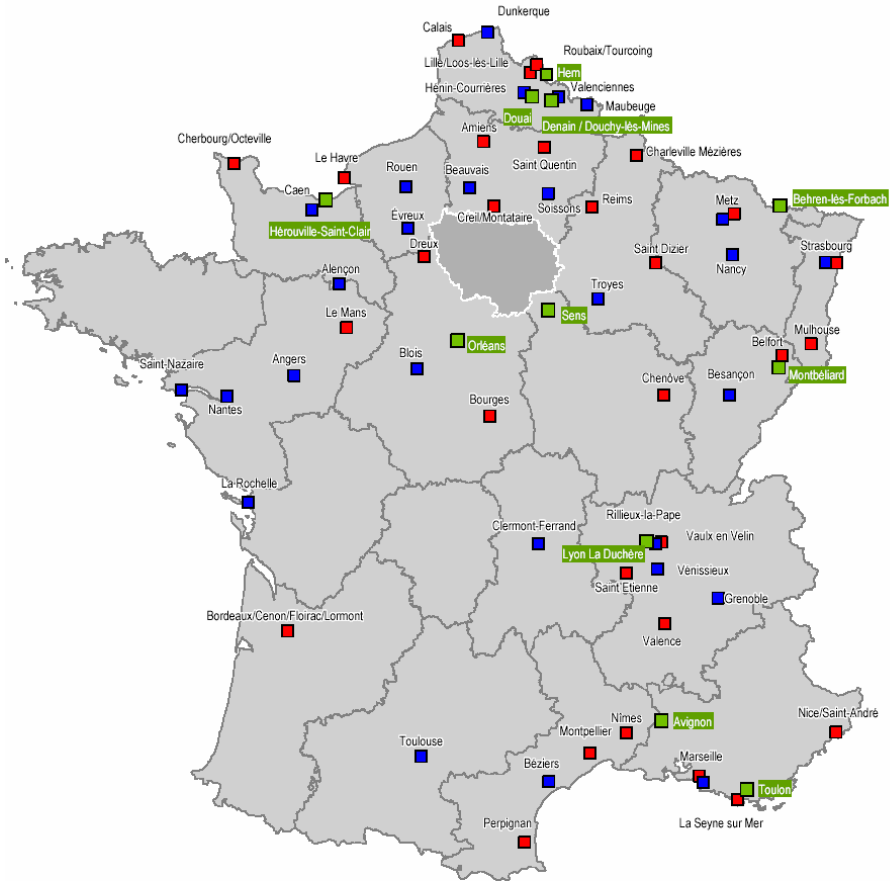 Dunkerque
Calais
Roubaix/Tourcoing
Lille/Loos-lès-Lille
Hem
Hénin-Courrières
Valenciennes
Maubeuge
Douai
Denain / Douchy-lès-Mines
Amiens
Cherbourg/Octeville
Charleville Mézières
Le Havre
Saint Quentin
Rouen
Beauvais
Caen
Behren-lès-Forbach
Metz
Reims
Soissons
Évreux
Creil/Montataire
Hérouville-Saint-Clair
Dreux
Saint Dizier
Strasbourg
Nancy
Alençon
Troyes
Le Mans
Sens
Mulhouse
Orléans
Belfort
Saint-Nazaire
Angers
Blois
Chenôve
Besançon
Montbéliard
Nantes
Bourges
La-Rochelle
Rillieux-la-Pape
Clermont-Ferrand
Vaulx en Velin
Lyon La Duchère
Vénissieux
Saint Etienne
Grenoble
Bordeaux/Cenon/Floirac/Lormont
Valence
Nîmes
Avignon
Nice/Saint-André
Montpellier
Toulouse
Béziers
Marseille
Toulon
Perpignan
La Seyne sur Mer